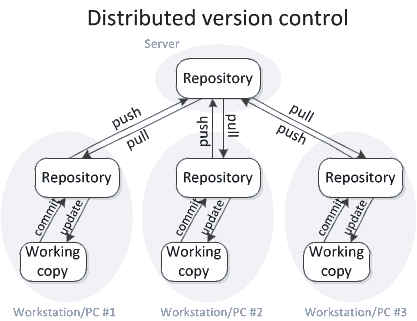 Distributed version control
Server
Repository
push
pull
push
pull
pull
push
Repository
Repository
Repository
commit
update
commit
update
commit
update
Working
copy
Working
copy
Working
copy
Workstation/PC #1
Workstation/PC #2
Workstation/PC #3